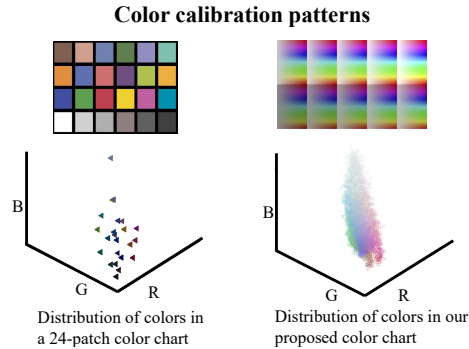 Color calibration patterns
B
G
R
Distribution of colors in
a 24-patch color chart
B
G
R
Distribution of colors in our
proposed color chart